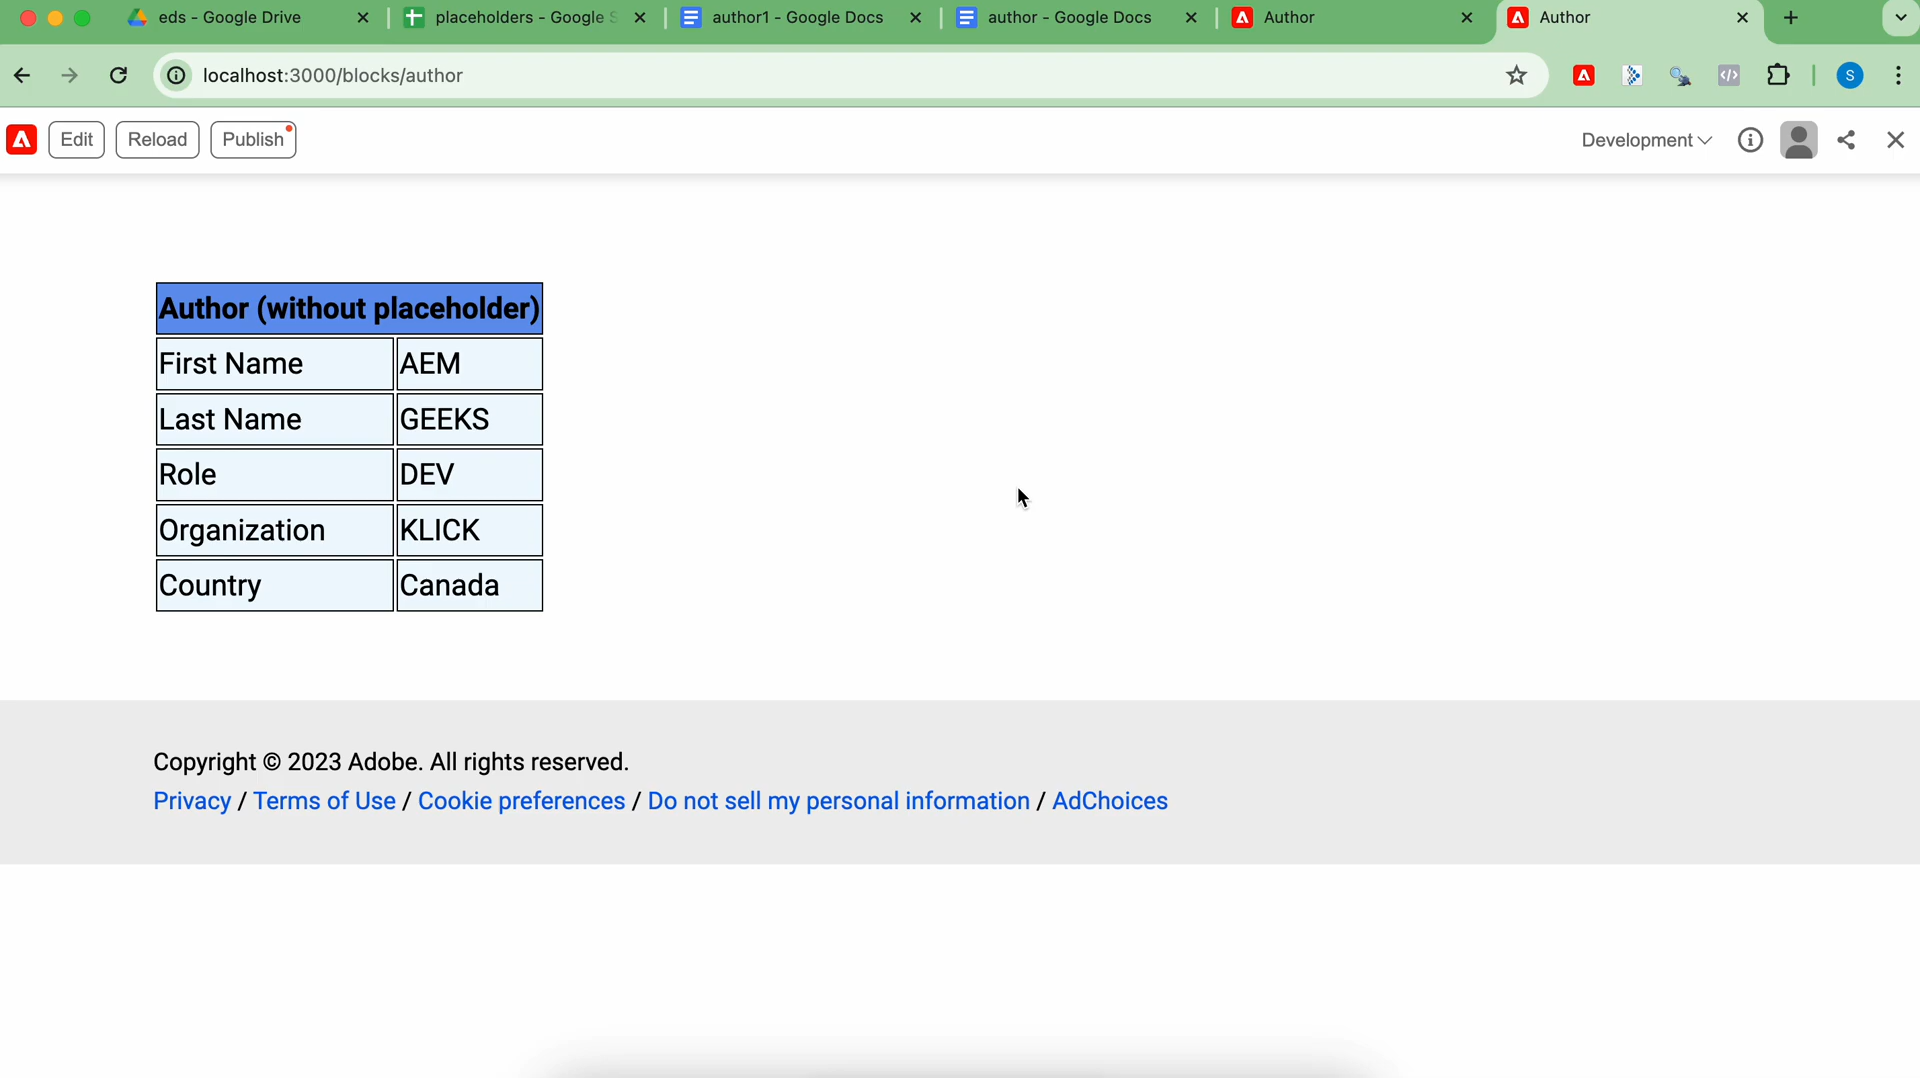 eds - Google Drive
placeholders - Google S
author1 - Google Docs
author - Google Docs
Author
Author
localhost:3000/blocks/author
S
Edit
Reload
Publish
Development
Author (without placeholder)
First Name AEM
Last Name GEEKS
Role DEV
Organization KLICK
Country Canada
Copyright © 2023 Adobe. All rights reserved.
Privacy / Terms of Use / Cookie preferences / Do not sell my personal information / AdChoices